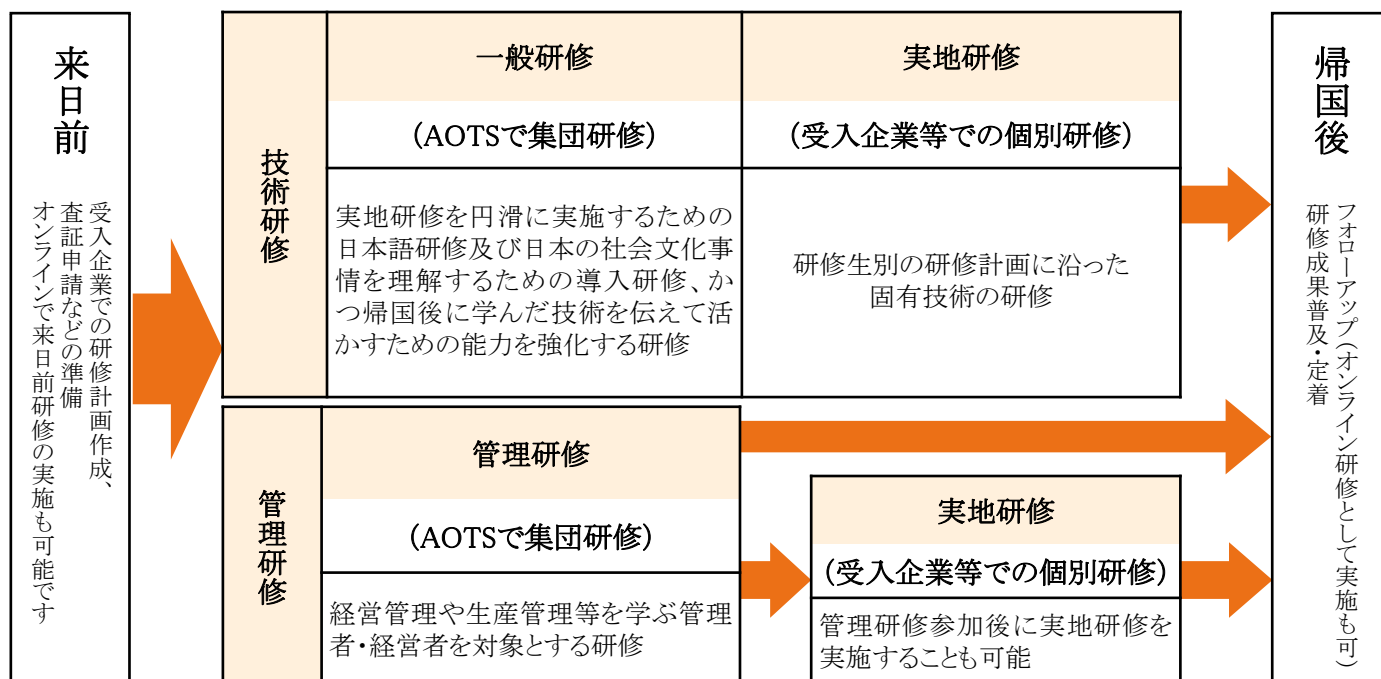 来日前
受入企業での研修計画作成、
査証申請などの準備
オンラインで来日前研修の実施も可能です
技術研修
一般研修
(AOTSで集団研修)
実地研修を円滑に実施するための
日本語研修及び日本の社会文化事
情を理解するための導入研修、か
つ帰国後に学んだ技術を伝えて活
かすための能力を強化する研修
実地研修
(受入企業等での個別研修)
研修生別の研修計画に沿った
固有技術の研修
管理研修
管理研修
(AOTSで集団研修)
経営管理や生産管理等を学ぶ管理
者・経営者を対象とする研修
実地研修
(受入企業等での個別研修)
管理研修参加後に実地研修を
実施することも可能
帰国後
フォローアップ(オンライン研修として実施も可)
研修成果普及・定着